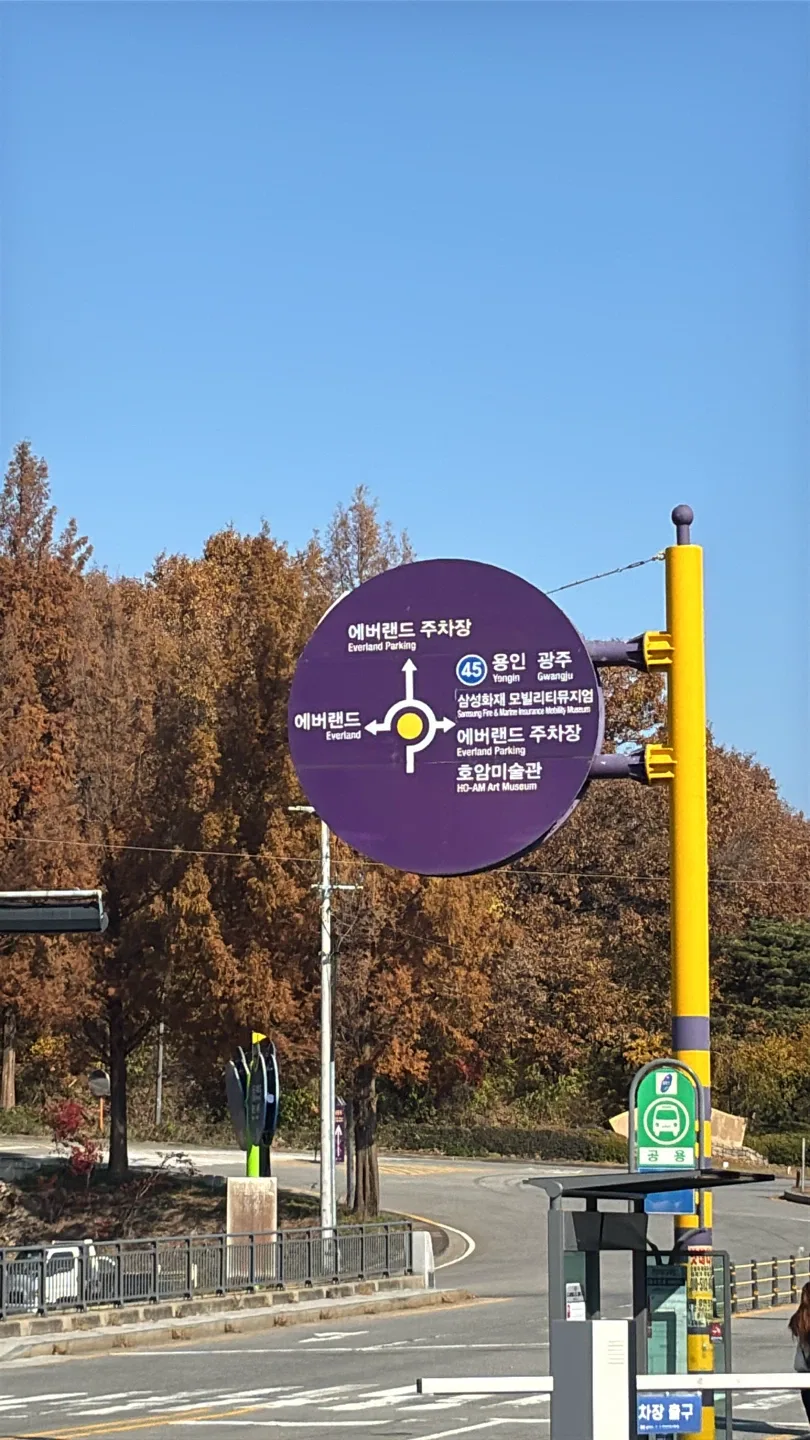 에버랜드 주차장
Everland Parking
45 용인 광주
Yongin Gwangju
삼성화재 모빌리티뮤지엄
Samsung Fire & Marine Insurance Mobility Museum
에버랜드
Everland
에버랜드 주차장
Everland Parking
호암미술관
HO-AM Art Museum
공 용
차장 출구